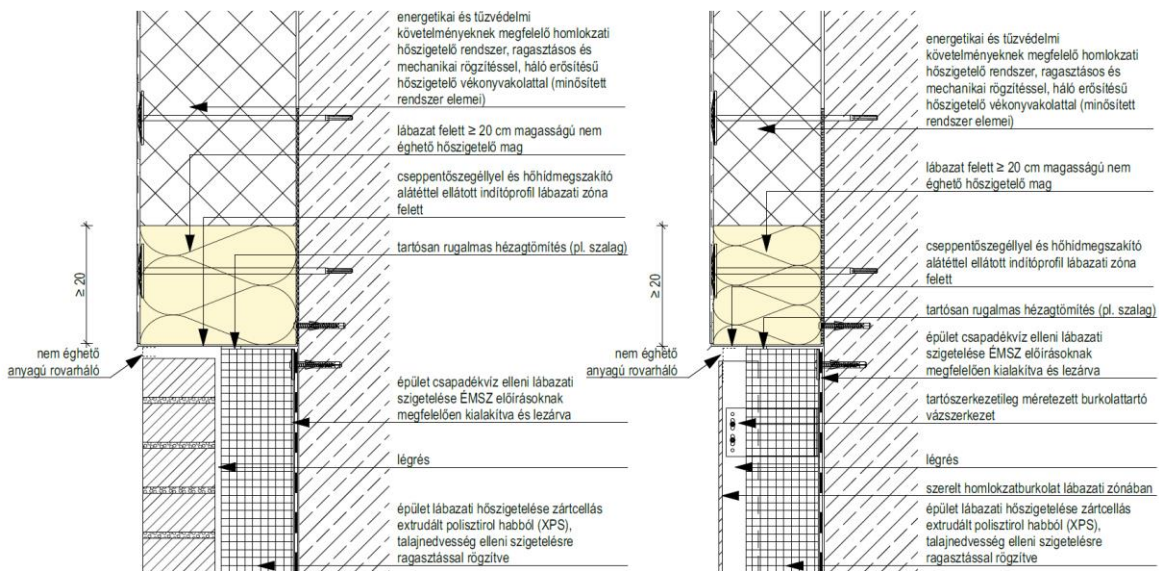 energetikai és tűzvédelmi
követelményeknek megfelelő homlokzati
hőszigetelő rendszer, ragasztásos és
mechanikai rögzítéssel, háló erősítésű
hőszigetelő vékonyvakolattal (minősített
rendszer elemei)
lábazat felett ≥ 20 cm magasságú nem
éghető hőszigetelő mag
cseppentőszegéllyel és hőhídmegszakító
alátéttel ellátott indítóprofil lábazati zóna
felett
tartósan rugalmas hézagtömítés (pl. szalag)
≥ 20
nem éghető
anyagú rovarháló
épület csapadékvíz elleni lábazati
szigetelése ÉMSZ előírásoknak
megfelelően kialakítva és lezárva
légrés
épület lábazati hőszigetelése zártcellás
extrudált polisztirol habból (XPS),
talajnedvesség elleni szigetelésre
ragasztással rögzítve
energetikai és tűzvédelmi
követelményeknek megfelelő homlokzati
hőszigetelő rendszer, ragasztásos és
mechanikai rögzítéssel, háló erősítésű
hőszigetelő vékonyvakolattal (minősített
rendszer elemei)
lábazat felett ≥ 20 cm magasságú nem
éghető hőszigetelő mag
cseppentőszegéllyel és hőhídmegszakító
alátéttel ellátott indítóprofil lábazati zóna
felett
tartósan rugalmas hézagtömítés (pl. szalag)
≥ 20
nem éghető
anyagú rovarháló
épület csapadékvíz elleni lábazati
szigetelése ÉMSZ előírásoknak
megfelelően kialakítva és lezárva
tartószerkezetileg méretezett burkolattartó
vázszerkezet
légrés
szerelt homlokzatburkolat lábazati zónában
épület lábazati hőszigetelése zártcellás
extrudált polisztirol habból (XPS),
talajnedvesség elleni szigetelésre
ragasztással rögzítve